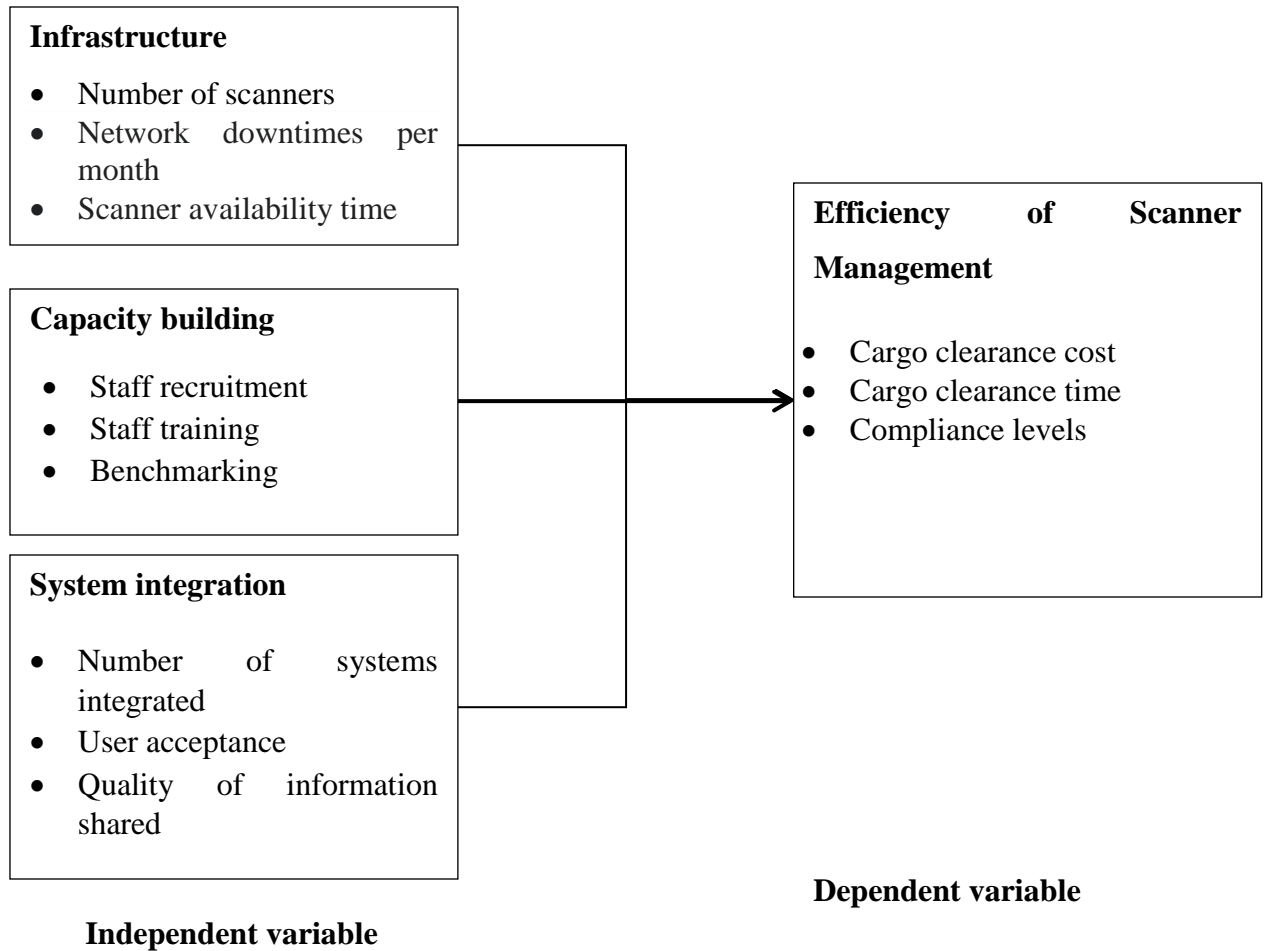 Infrastructure
• Number of scanners
• Network downtimes per
month
• Scanner availability time
Capacity building
• Staff recruitment
• Staff training
• Benchmarking
System integration
• Number of systems
integrated
• User acceptance
• Quality of information
shared
Independent variable
Efficiency of Scanner
Management
• Cargo clearance cost
• Cargo clearance time
• Compliance levels
Dependent variable